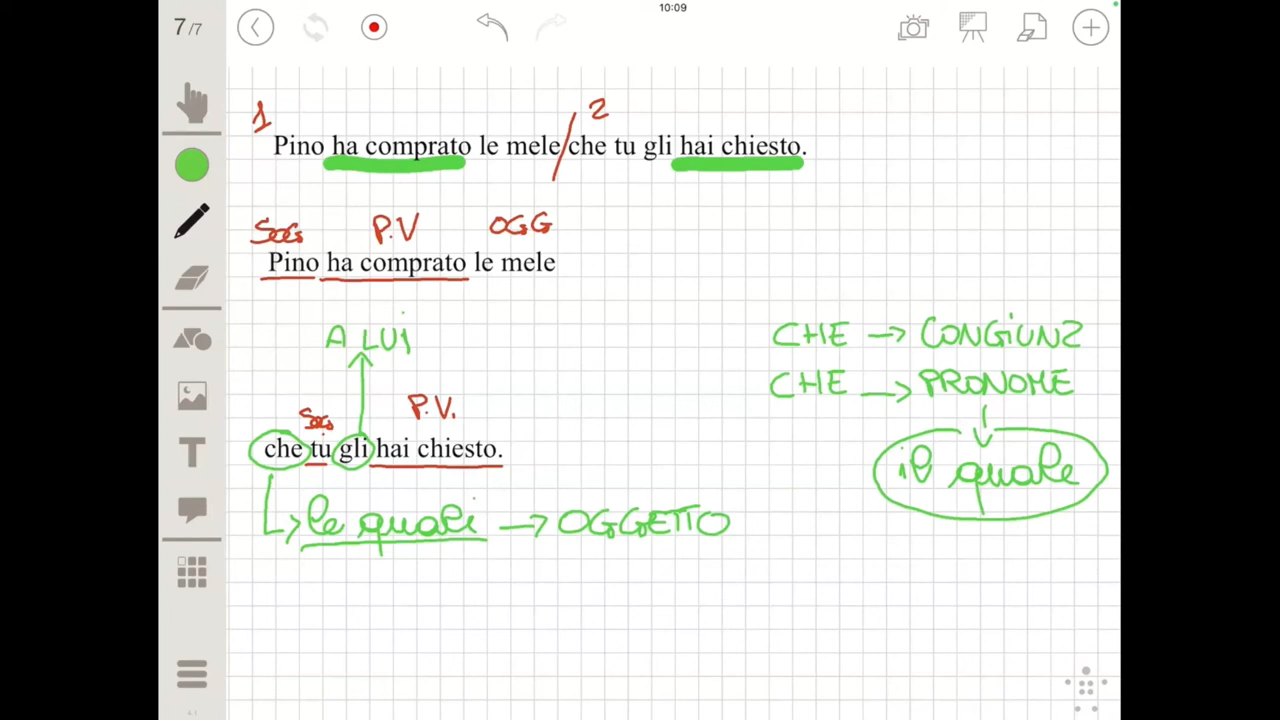 10:09
7/7
1 2
Pino ha comprato le mele/che tu gli hai chiesto.
SOGG P.V OGG
Pino ha comprato le mele
A LUI
CHE → CONGIUNZ
CHE → PRONOME
SOGG P.V.
che tu gli hai chiesto.
il quale
le quali → OGGETTO
T